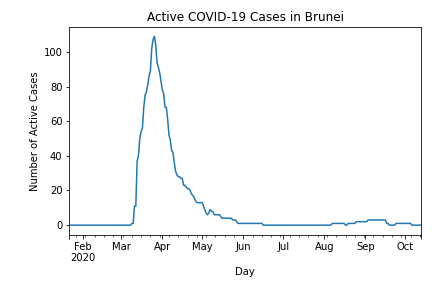 Active COVID-19 Cases in Brunei
Number of Active Cases
100
80
60
40
20
0
Feb Mar Apr May Jun Jul Aug Sep Oct
2020
Day